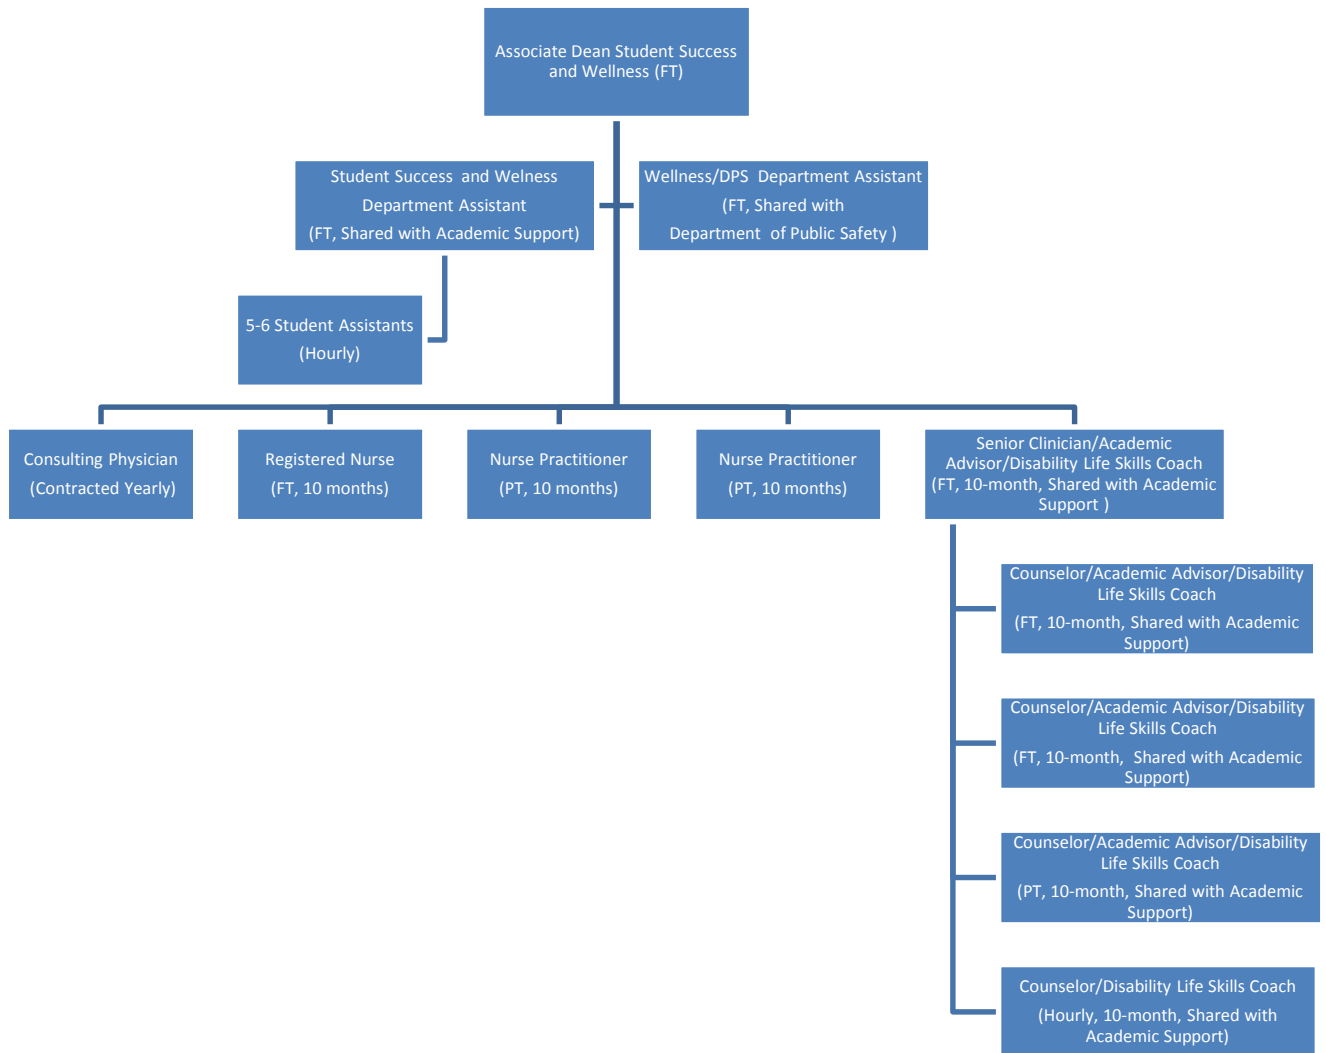 Associate Dean Student Success
and Wellness (FT)
Student Success and Welness
Department Assistant
(FT, Shared with Academic Support)
Wellness/DPS Department Assistant
(FT, Shared with
Department of Public Safety )
5-6 Student Assistants
(Hourly)
Consulting Physician
(Contracted Yearly)
Registered Nurse
(FT, 10 months)
Nurse Practitioner
(PT, 10 months)
Nurse Practitioner
(PT, 10 months)
Senior Clinician/Academic
Advisor/Disability Life Skills Coach
(FT, 10-month, Shared with Academic
Support )
Counselor/Academic Advisor/Disability
Life Skills Coach
(FT, 10-month, Shared with Academic
Support)
Counselor/Academic Advisor/Disability
Life Skills Coach
(FT, 10-month, Shared with Academic
Support)
Counselor/Academic Advisor/Disability
Life Skills Coach
(PT, 10-month, Shared with Academic
Support)
Counselor/Disability Life Skills Coach
(Hourly, 10-month, Shared with
Academic Support)